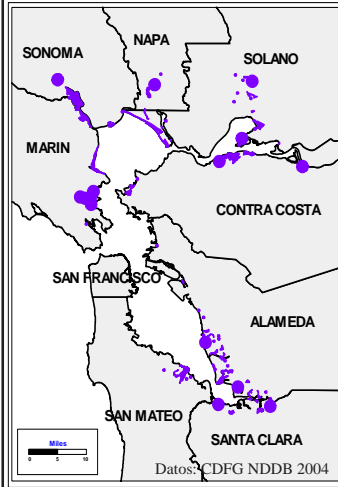 NAPA
SONOMA
SOLANO
MARIN
CONTRA COSTA
SAN FRANCISCO
ALAMEDA
SAN MATEO
SANTA CLARA
Miles
0 5 10
Datos: CDFG NDDB 2004